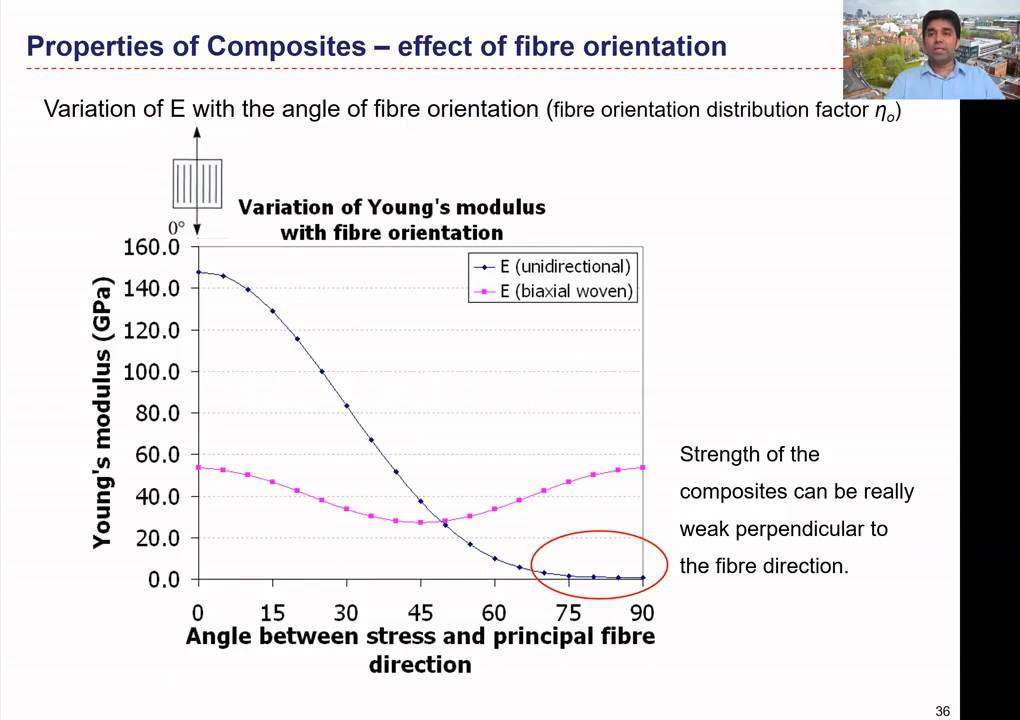 Properties of Composites – effect of fibre orientation
Variation of E with the angle of fibre orientation (fibre orientation distribution factor ηo)
0°
Variation of Young's modulus
with fibre orientation
E (unidirectional)
E (biaxial woven)
Young's modulus (GPa)
160.0
140.0
120.0
100.0
80.0
60.0
40.0
20.0
0.0
0 15 30 45 60 75 90
Angle between stress and principal fibre
direction
Strength of the
composites can be really
weak perpendicular to
the fibre direction.
36